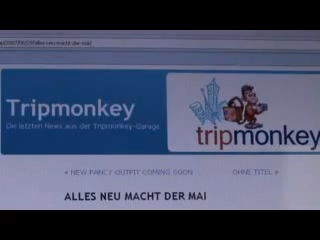 Tripmonkey
Die letzten News aus der Tripmonkey-Garage
tripmonkey
« NEW FANCY OUTFIT COMING SOON
OHNE TITEL »
ALLES NEU MACHT DER MAI